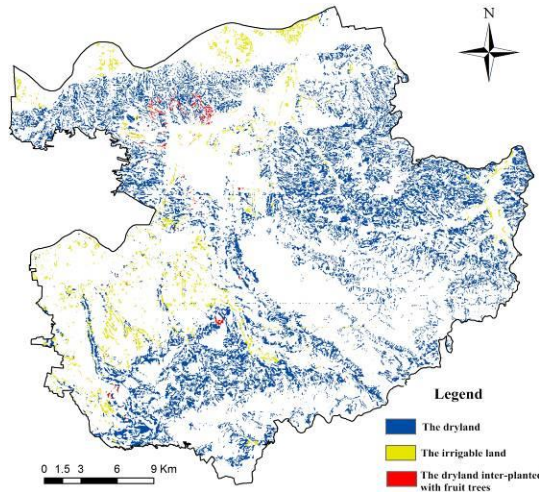 N
Legend
The dryland
The irrigable land
The dryland inter-planted
with fruit trees
0 1.5 3 6 9 Km